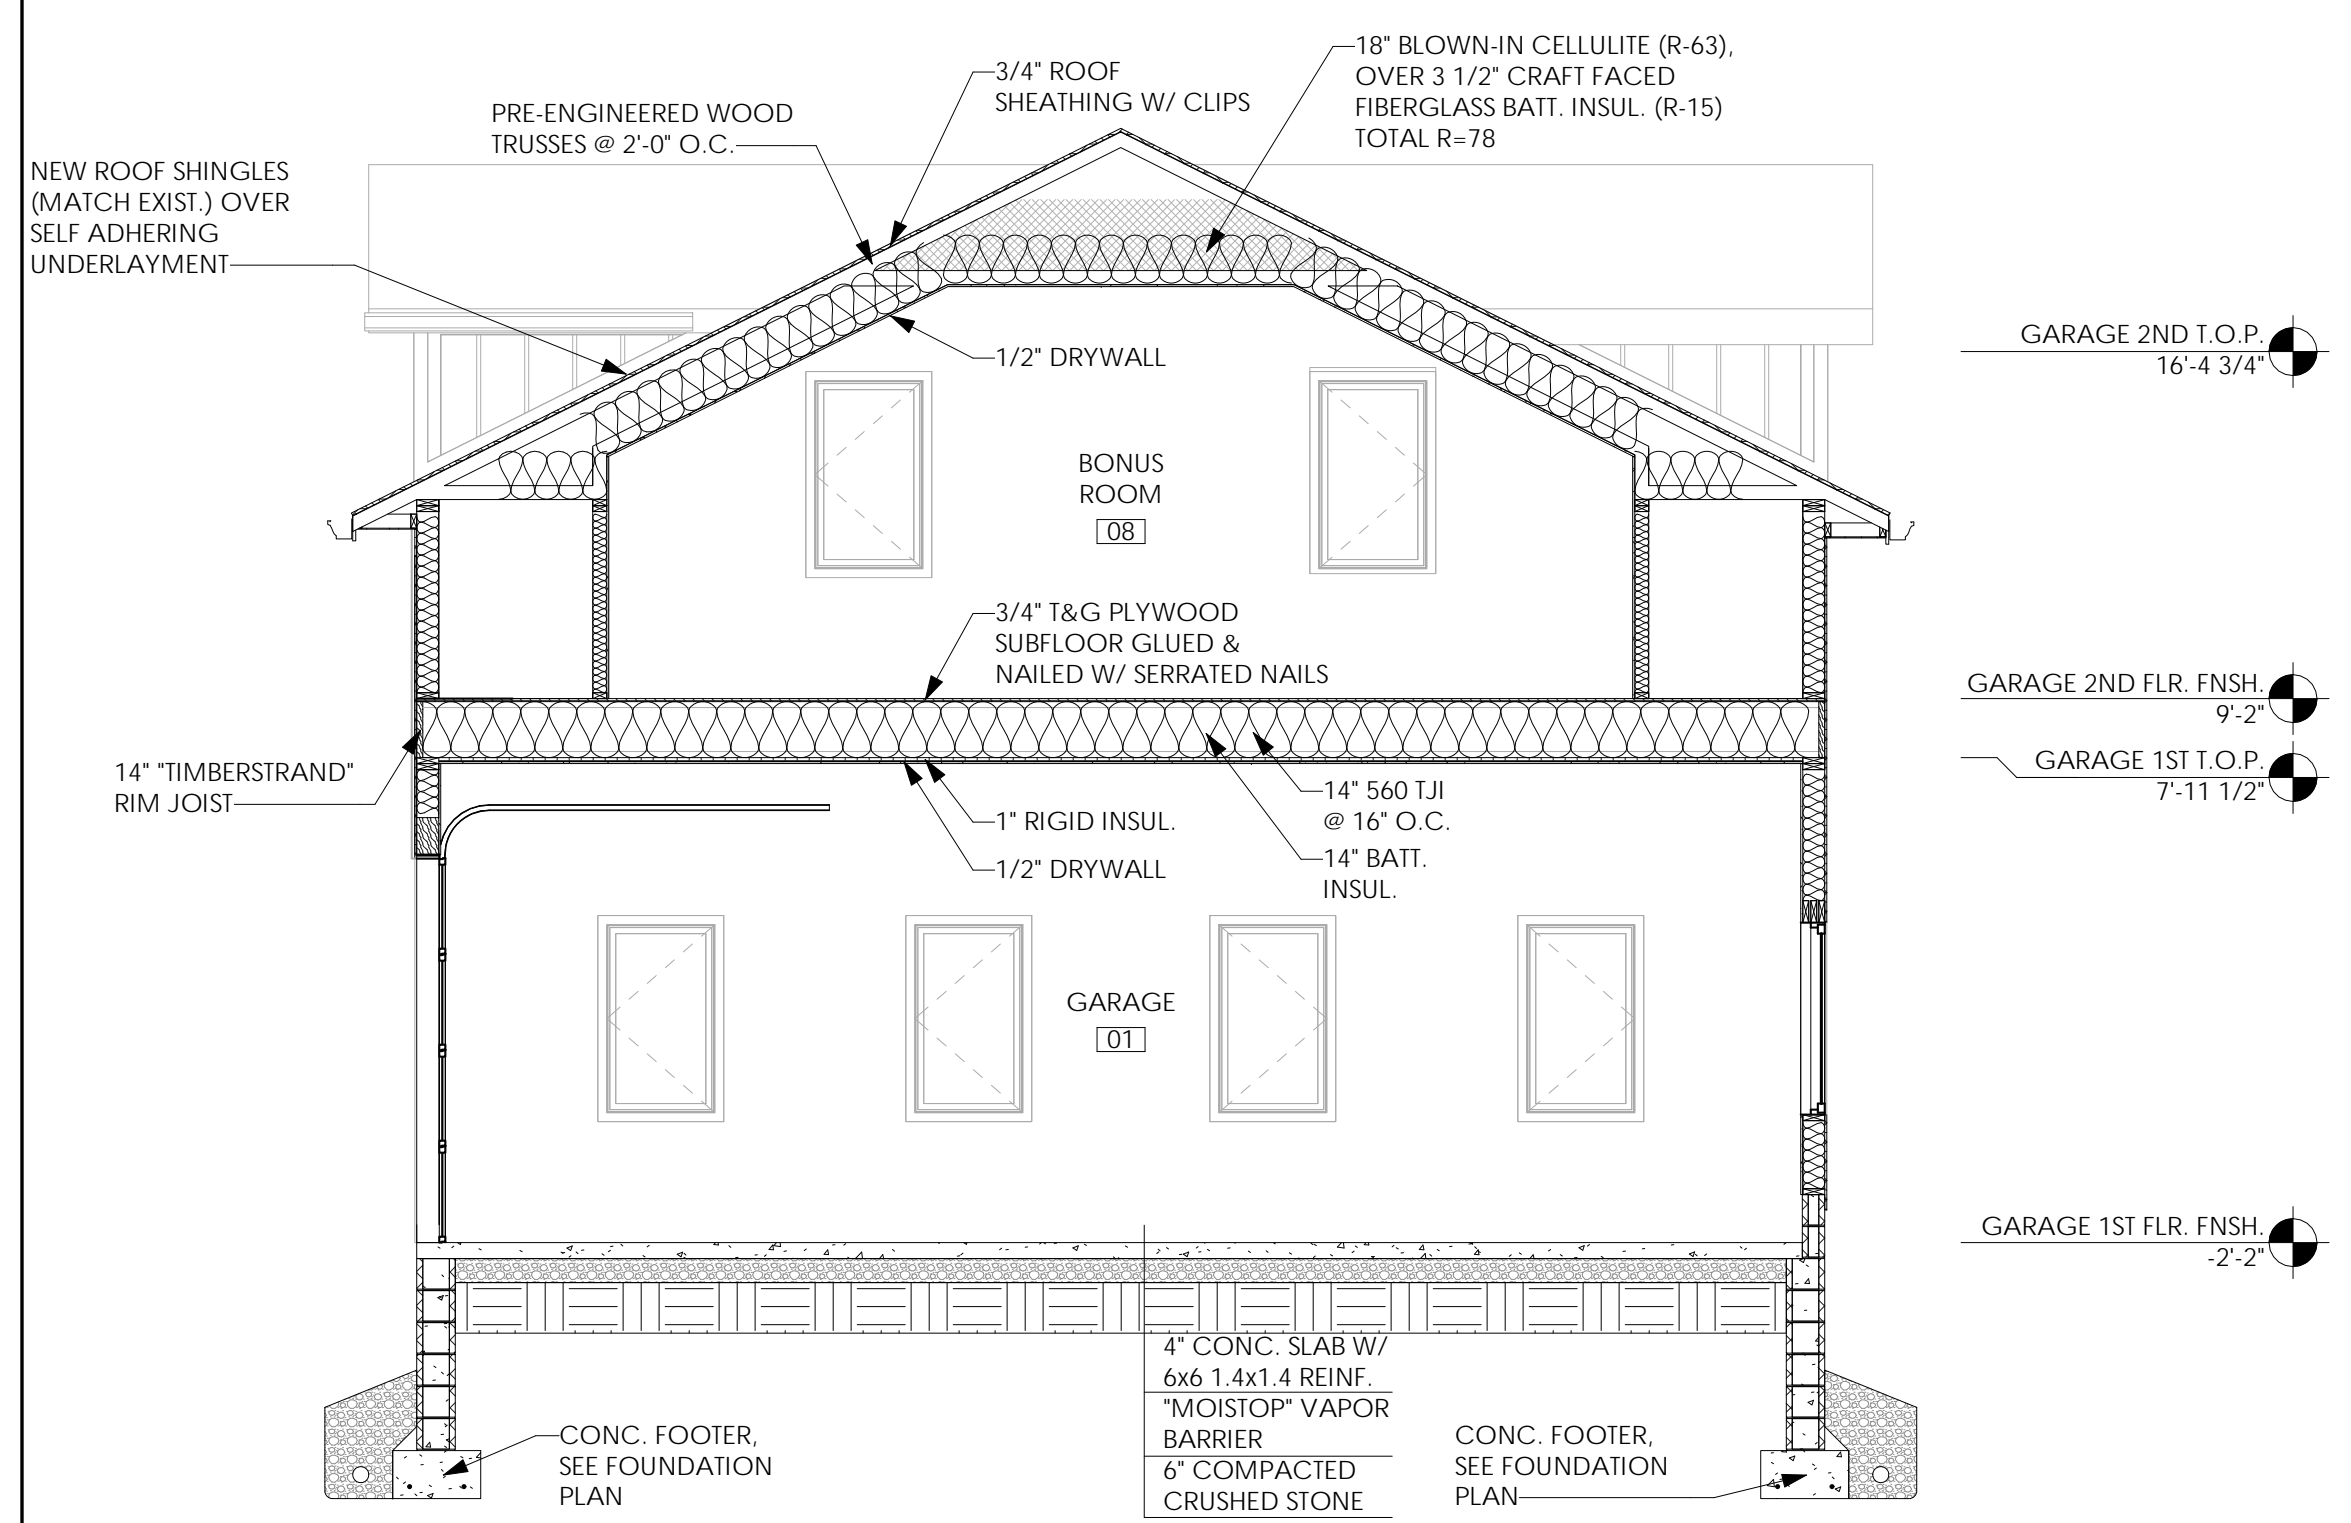 18" BLOWN-IN CELLULITE (R-63),
OVER 3 1/2" CRAFT FACED
FIBERGLASS BATT. INSUL. (R-15)
TOTAL R=78
3/4" ROOF
SHEATHING W/ CLIPS
PRE-ENGINEERED WOOD
TRUSSES @ 2'-0" O.C.
NEW ROOF SHINGLES
(MATCH EXIST.) OVER
SELF ADHERING
UNDERLAYMENT
1/2" DRYWALL
GARAGE 2ND T.O.P.
16'-4 3/4"
BONUS
ROOM
08
3/4" T&G PLYWOOD
SUBFLOOR GLUED &
NAILED W/ SERRATED NAILS
GARAGE 2ND FLR. FNSH.
9'-2"
GARAGE 1ST T.O.P.
7'-11 1/2"
14" "TIMBERSTRAND"
RIM JOIST
1" RIGID INSUL.
1/2" DRYWALL
14" 560 TJI
@ 16" O.C.
14" BATT.
INSUL.
GARAGE
01
GARAGE 1ST FLR. FNSH.
-2'-2"
4" CONC. SLAB W/
6x6 1.4x1.4 REINF.
"MOISTOP" VAPOR
BARRIER
6" COMPACTED
CRUSHED STONE
CONC. FOOTER,
SEE FOUNDATION
PLAN
CONC. FOOTER,
SEE FOUNDATION
PLAN